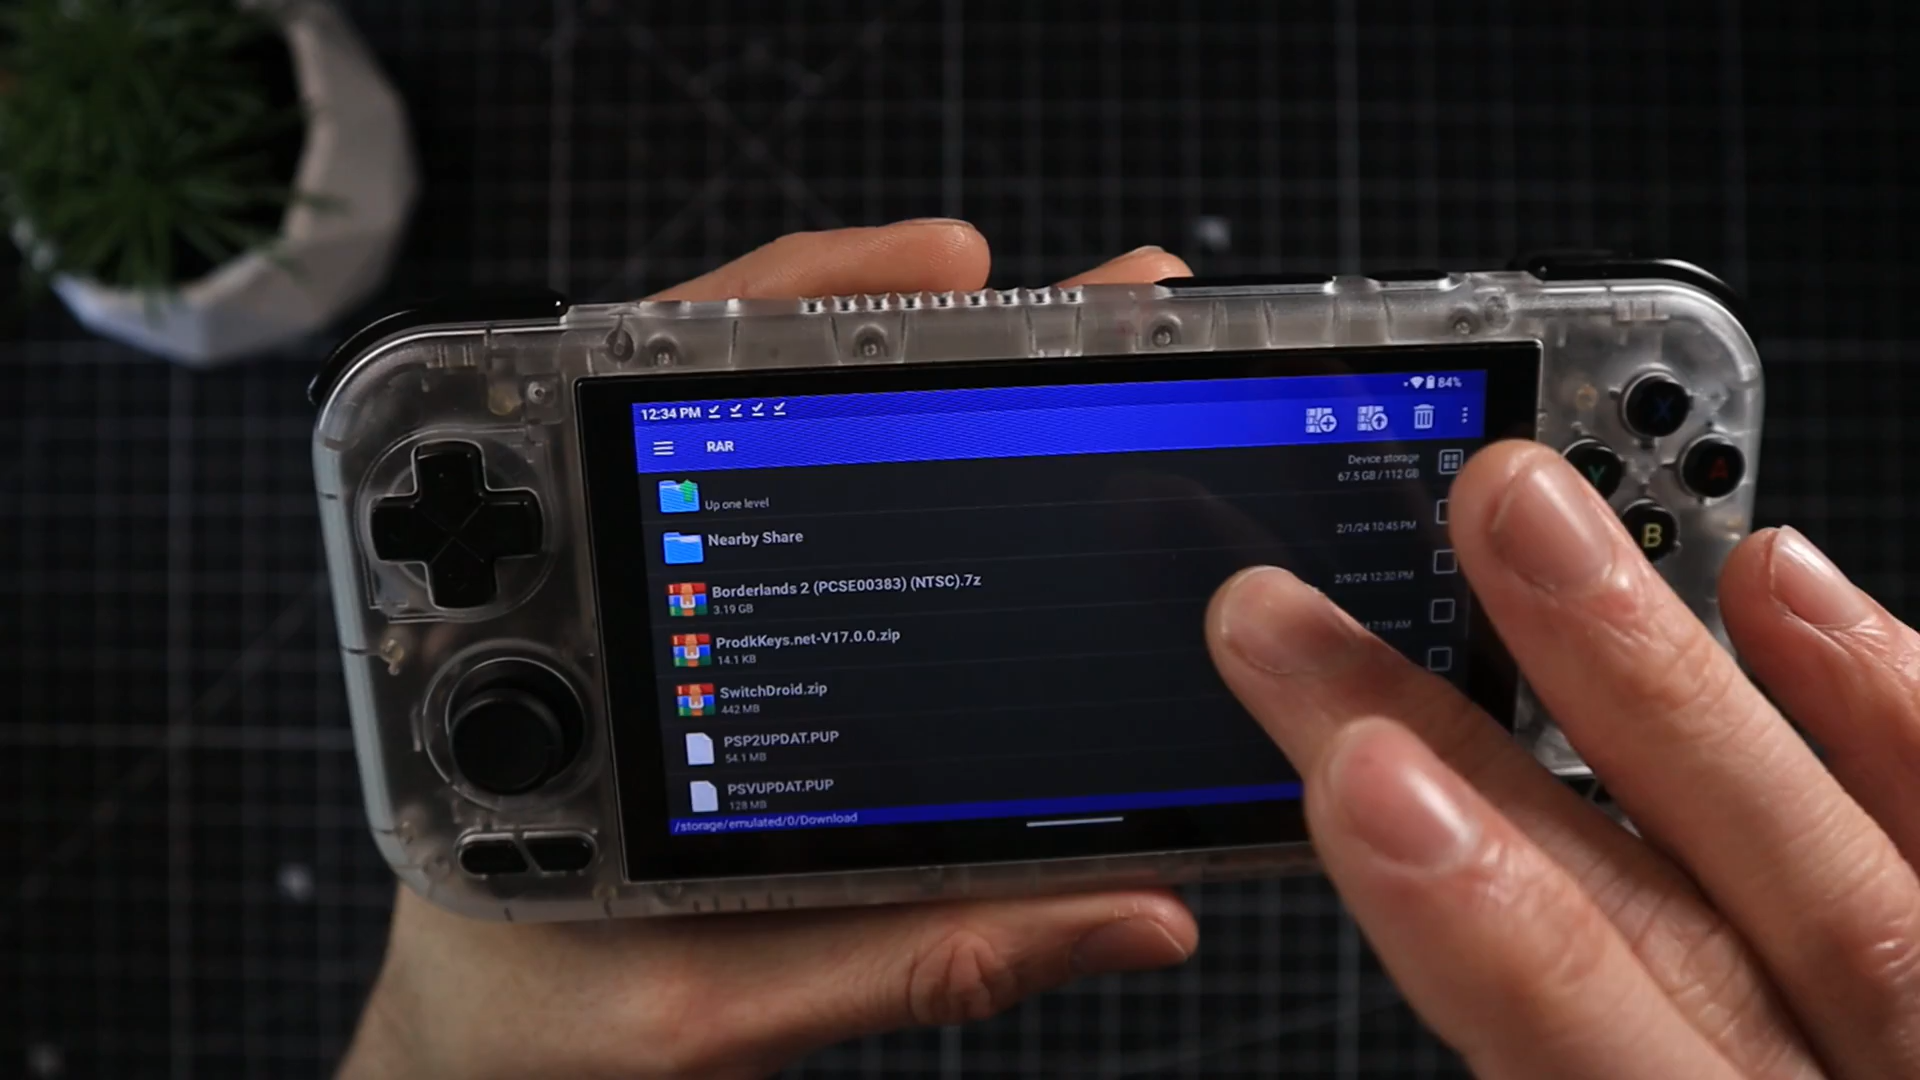 12:34 PM
84%
RAR
Device storage
67.5 GB / 112 GB
Up one level
Nearby Share
2/1/24 10:45 PM
Borderlands 2 (PCSE00383) (NTSC).7z
3.19 GB
2/9/24 12:30 PM
ProdkKeys.net-V17.0.0.zip
14.1 KB
7:19 AM
SwitchDroid.zip
442 MB
PSP2UPDAT.PUP
54.1 MB
PSVUPDAT.PUP
128 MB
/storage/emulated/0/Download
X
Y
A
B